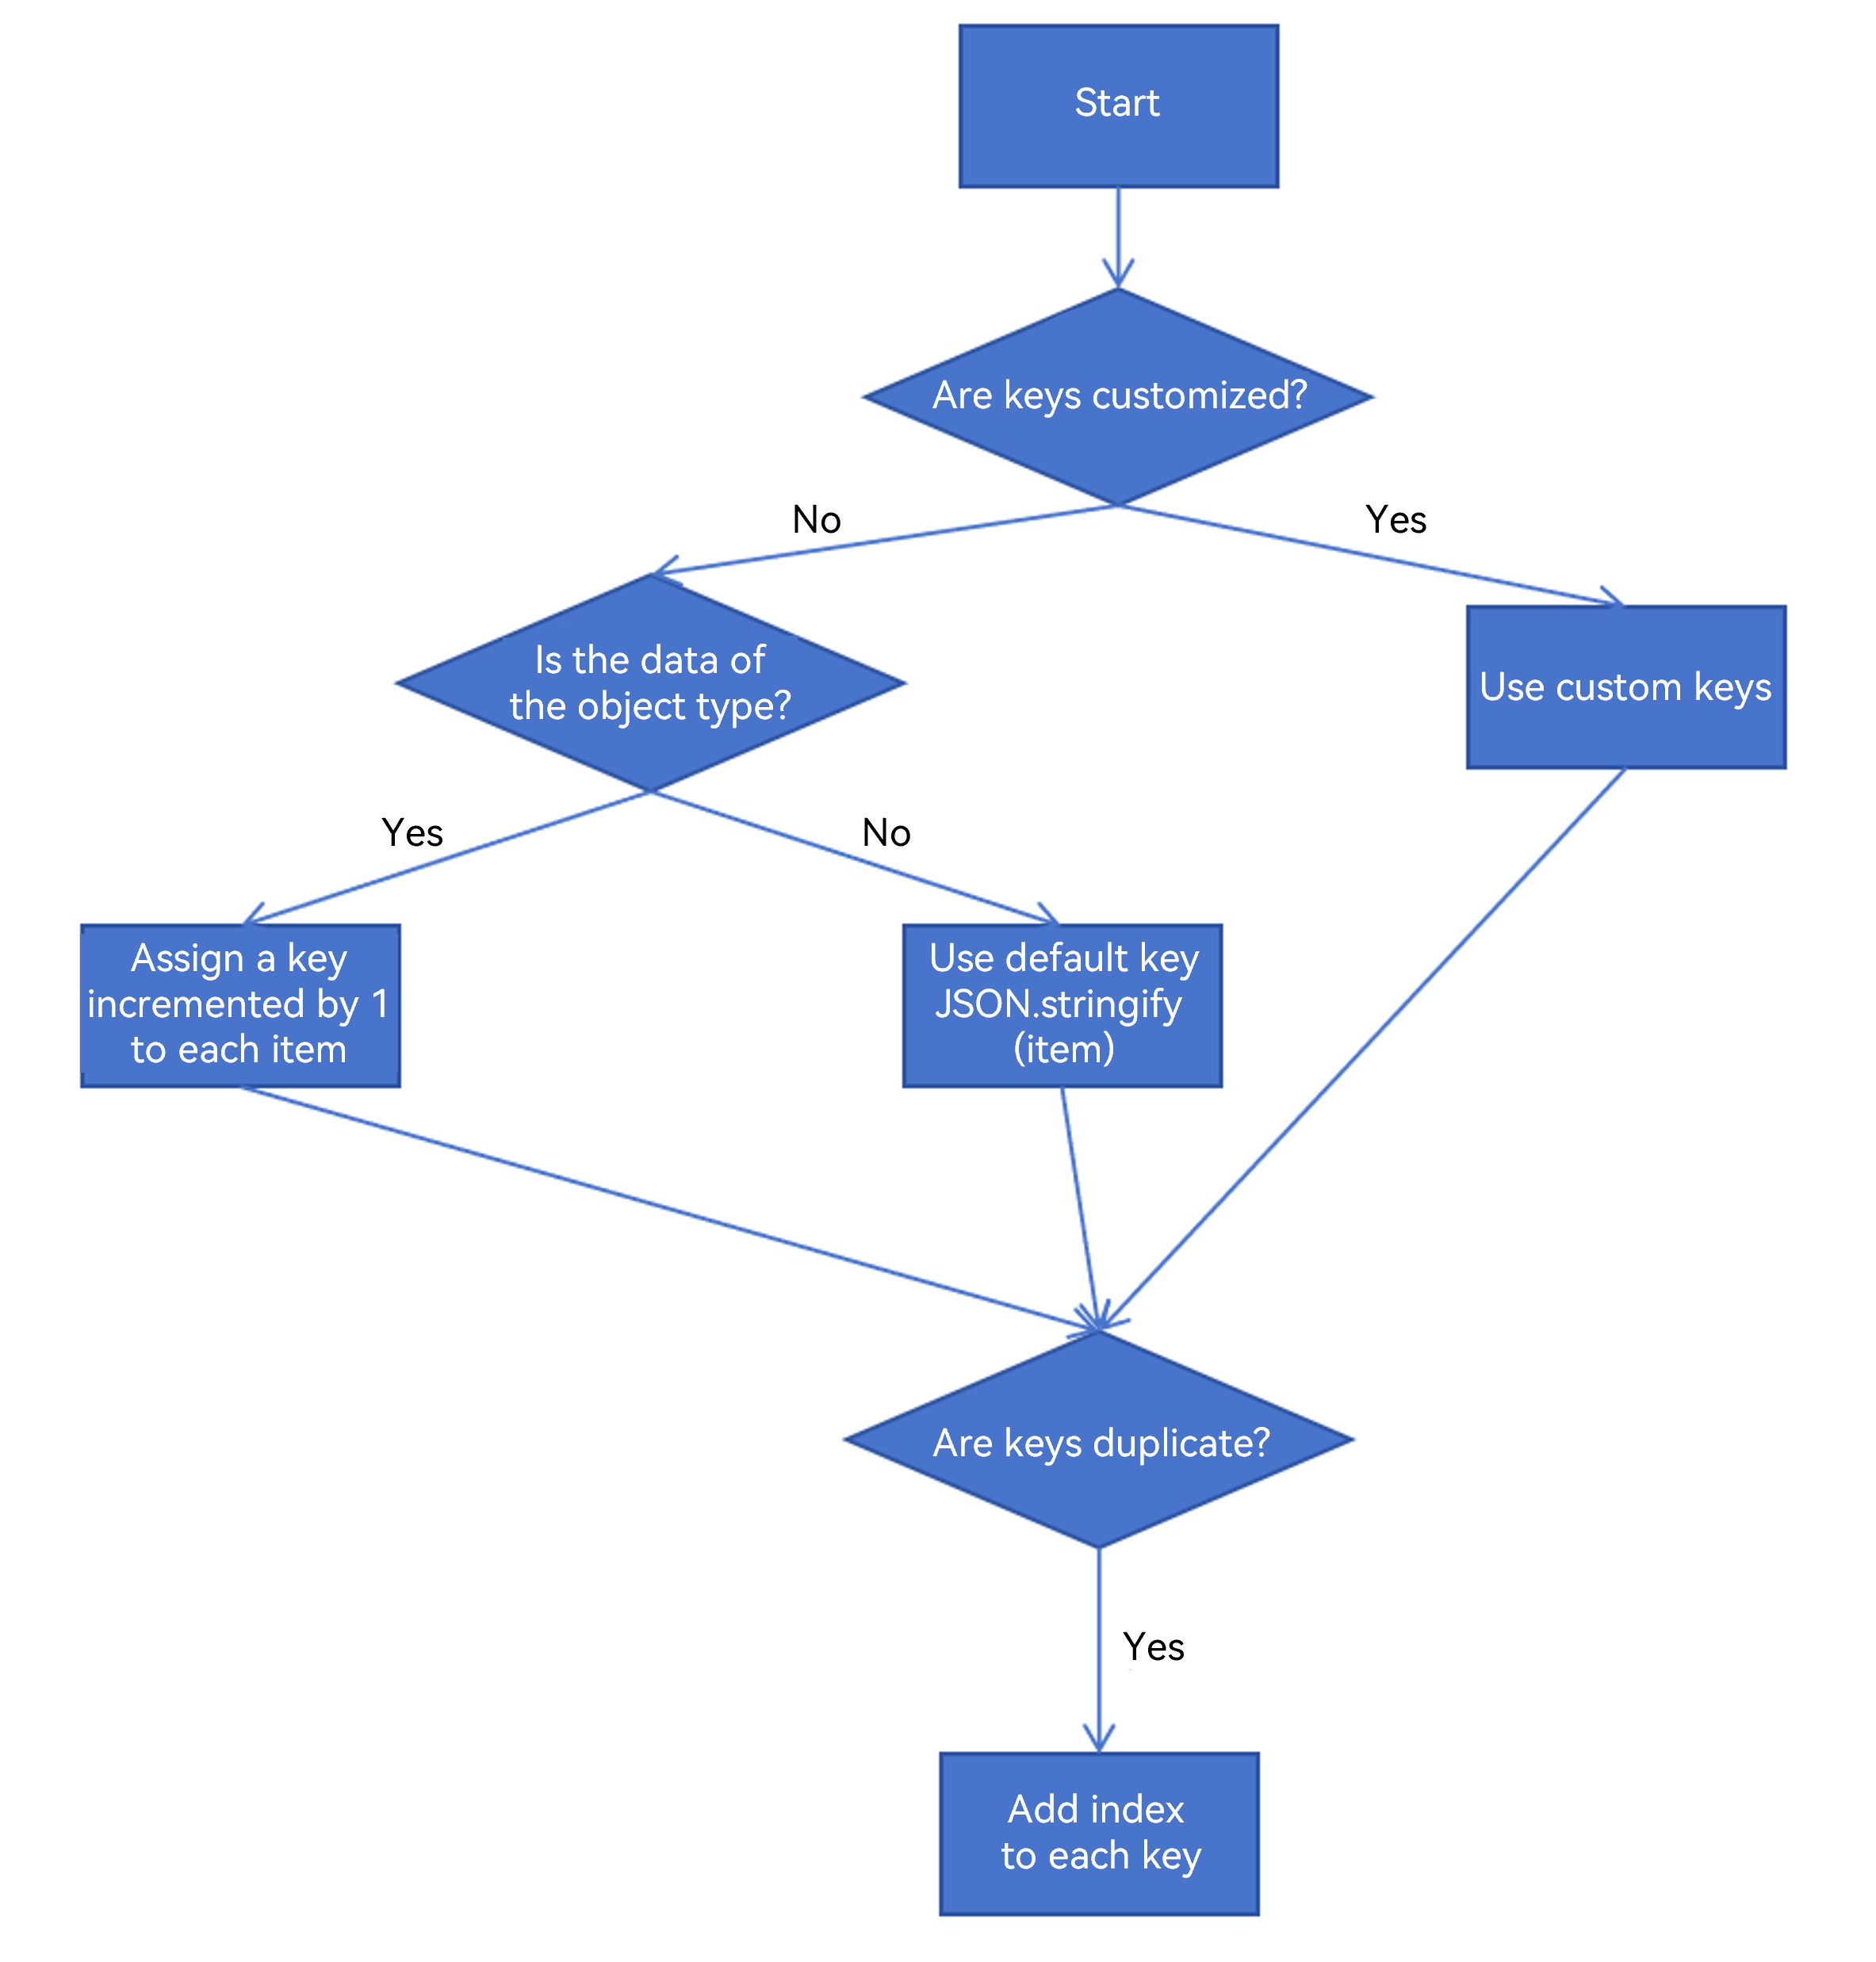 Start
Are keys customized?
No
Yes
Is the data of
the object type?
Use custom keys
Yes
No
Assign a key
incremented by 1
to each item
Use default key
JSON.stringify
(item)
Are keys duplicate?
Yes
Add index
to each key